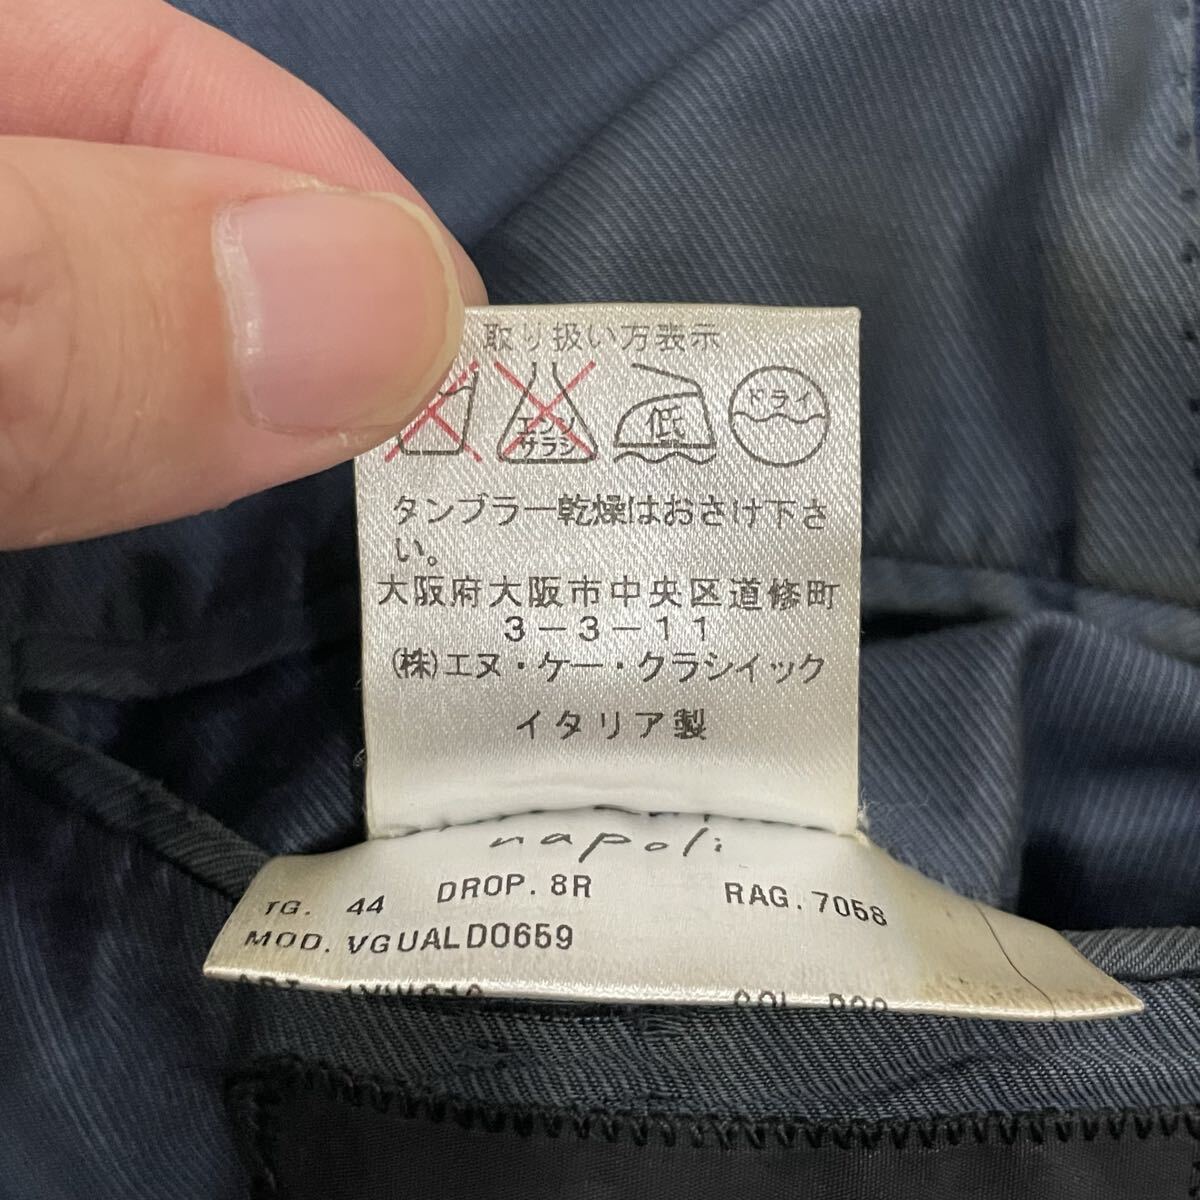 取り扱い方表示
エンソ
サラシ
低
ドライ
タンブラー乾燥はおさけ下さ
い。
大阪府大阪市中央区道修町
3-3-11
(株)エヌ・ケー・クラシイック
イタリア製
napoli
TG. 44 DROP. 8R RAG. 7058
MOD. VGUALD0659
COL